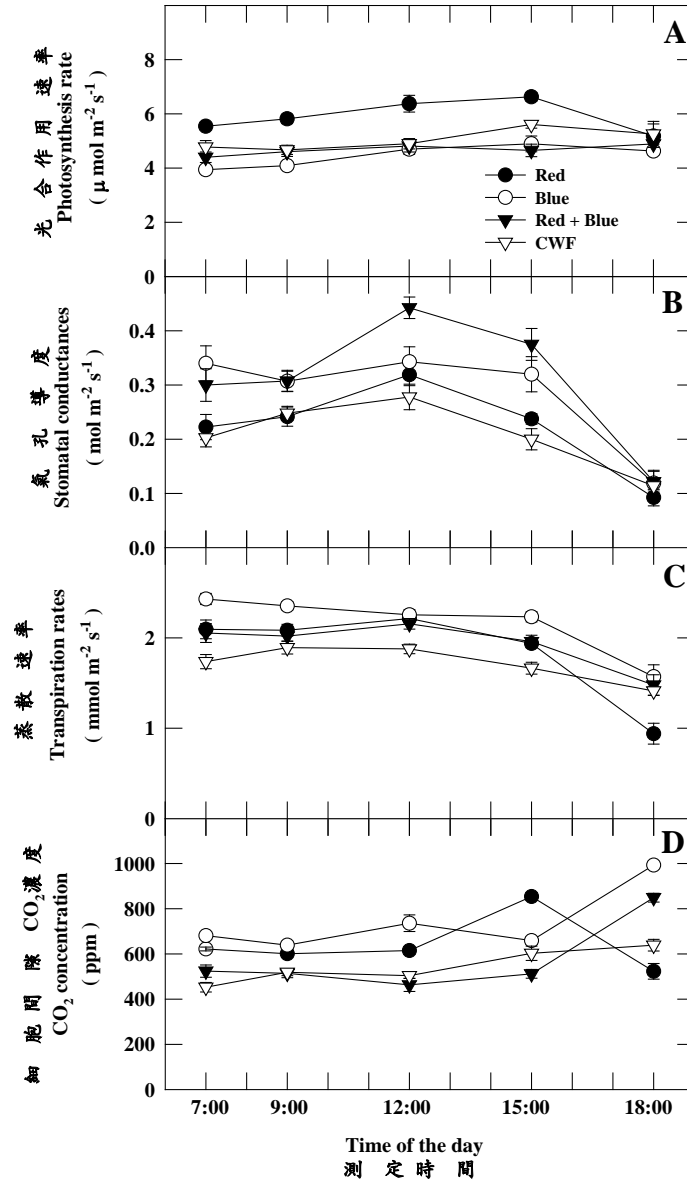 A
光 合 作 用 速 率
Photosynthesis rate
( μ mol m⁻² s⁻¹ )
8
6
4
2
0
Red
Blue
Red + Blue
CWF
B
氣 孔 導 度
Stomatal conductances
( mol m⁻² s⁻¹ )
0.4
0.3
0.2
0.1
0.0
C
蒸 散 速 率
Transpiration rates
( mmol m⁻² s⁻¹ )
2
1
0
D
細 胞 間 隙 CO₂濃 度
CO₂ concentration
( ppm )
1000
800
600
400
200
0
7:00 9:00 12:00 15:00 18:00
Time of the day
測 定 時 間